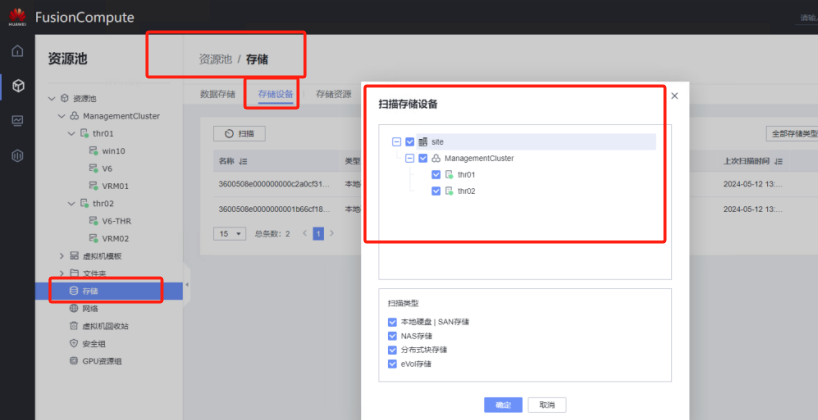 HUAWEI
FusionCompute
资源池
资源池 / 存储
数据存储
存储设备
存储资源
扫描
全部存储类型
名称
类型
上次扫描时间
3600508e000000000c2a0cf31...
本地
2024-05-12 13:...
3600508e0000000001b66cf18...
本地
2024-05-12 13:...
15
总条数: 2
1
资源池
ManagementCluster
thr01
win10
V6
VRM01
thr02
V6-THR
VRM02
虚拟机模板
文件夹
存储
网络
虚拟机回收站
安全组
GPU资源组
扫描存储设备
site
ManagementCluster
thr01
thr02
扫描类型
本地硬盘 | SAN存储
NAS存储
分布式块存储
eVol存储
确定
取消